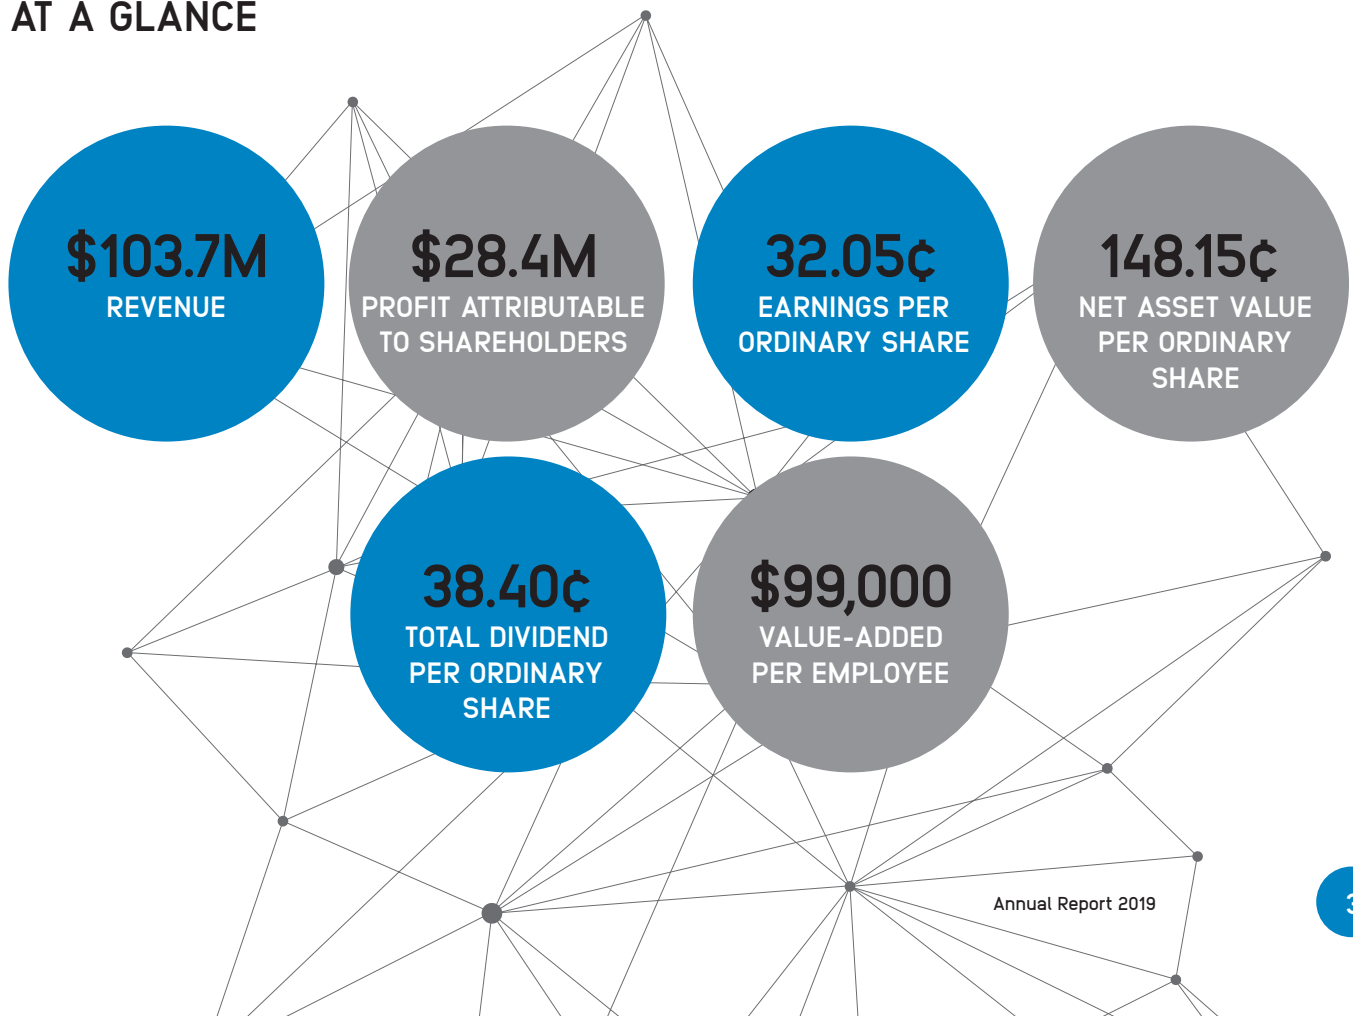 AT A GLANCE
$103.7M
REVENUE
$28.4M
PROFIT ATTRIBUTABLE
TO SHAREHOLDERS
32.05¢
EARNINGS PER
ORDINARY SHARE
148.15¢
NET ASSET VALUE
PER ORDINARY
SHARE
38.40¢
TOTAL DIVIDEND
PER ORDINARY
SHARE
$99,000
VALUE-ADDED
PER EMPLOYEE
Annual Report 2019